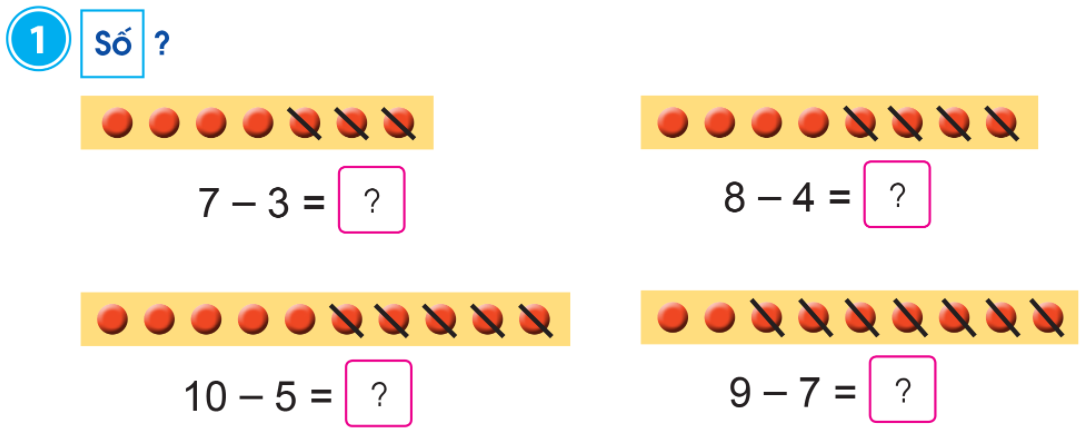 1 Số ?
7 – 3 = ?
8 – 4 = ?
10 – 5 = ?
9 – 7 = ?